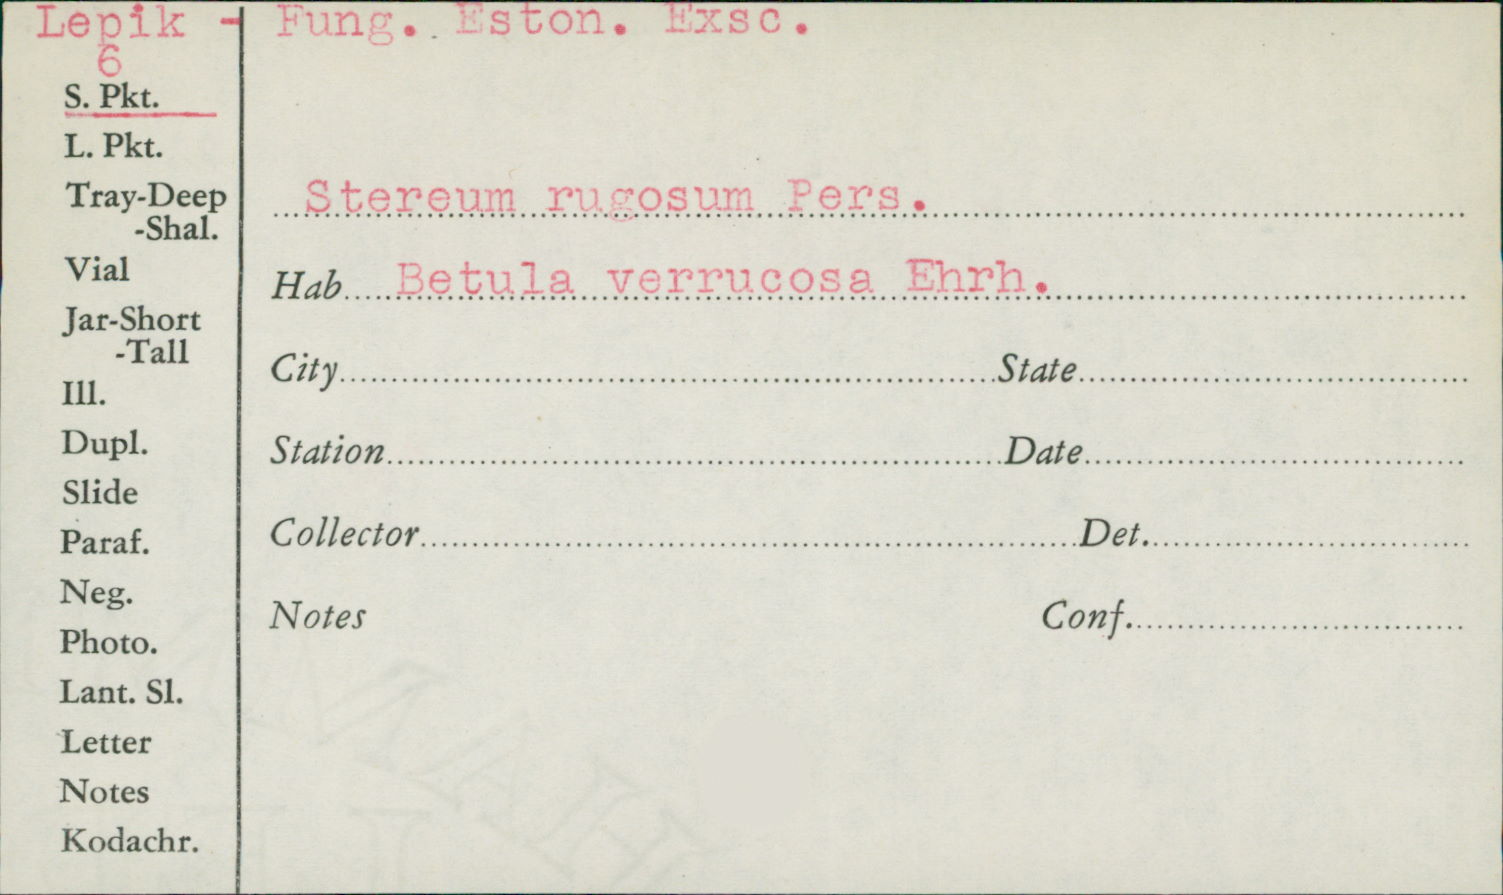 Lepik - Fung. Eston. Exsc.
6
S. Pkt.
L. Pkt.
Tray-Deep
-Shal.
Vial
Jar-Short
-Tall
Ill.
Dupl.
Slide
Paraf.
Neg.
Photo.
Lant. Sl.
Letter
Notes
Kodachr.
Stereum rugosum Pers.
Hab Betula verrucosa Ehrh.
City State
Station Date
Collector Det.
Notes Conf.